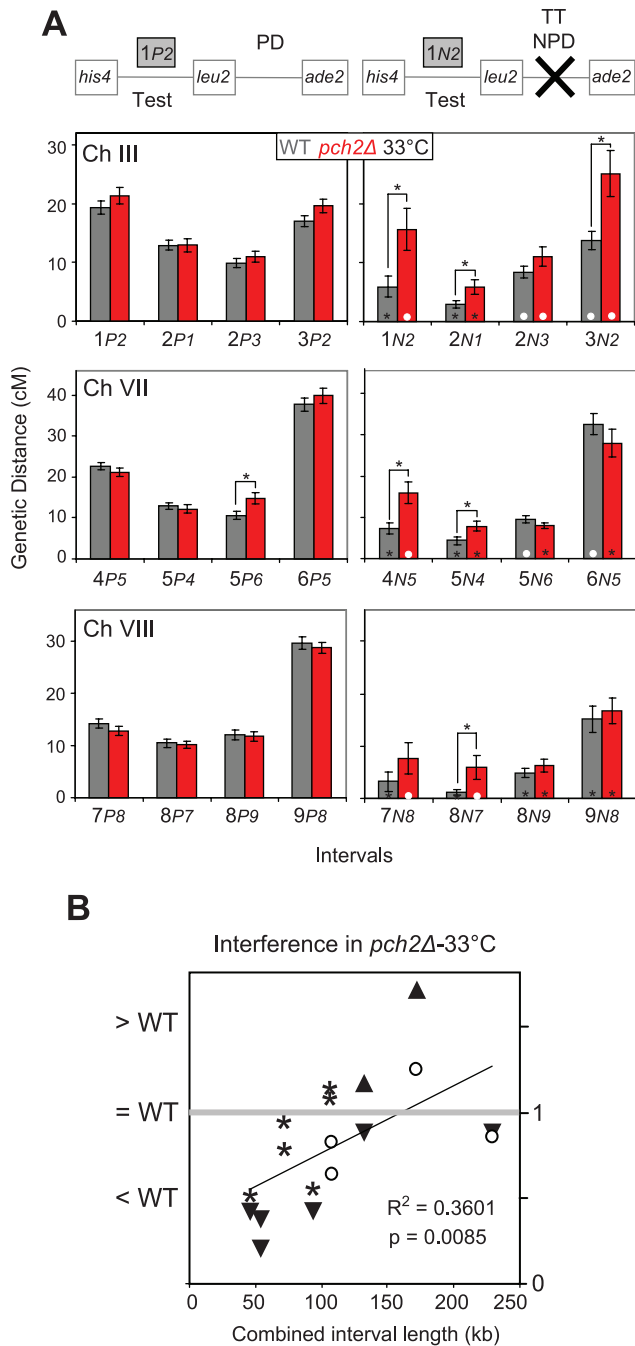 A
1P2 PD 1N2 TT NPD
his4 leu2 ade2 his4 leu2 ade2
Test Test
WT pch2Δ 33°C
Genetic Distance (cM)
Ch III
30
20
10
0
* * *
* * *
1P2 2P1 2P3 3P2 1N2 2N1 2N3 3N2
Ch VII
40
30
20
10
0
* * *
* * * * *
4P5 5P4 5P6 6P5 4N5 5N4 5N6 6N5
Ch VIII
30
20
10
0
*
* * * * * *
7P8 8P7 8P9 9P8 7N8 8N7 8N9 9N8
Intervals
B
Interference in pch2Δ-33°C
> WT
= WT 1
< WT
R² = 0.3601
p = 0.0085
0
0 50 100 150 200 250
Combined interval length (kb)